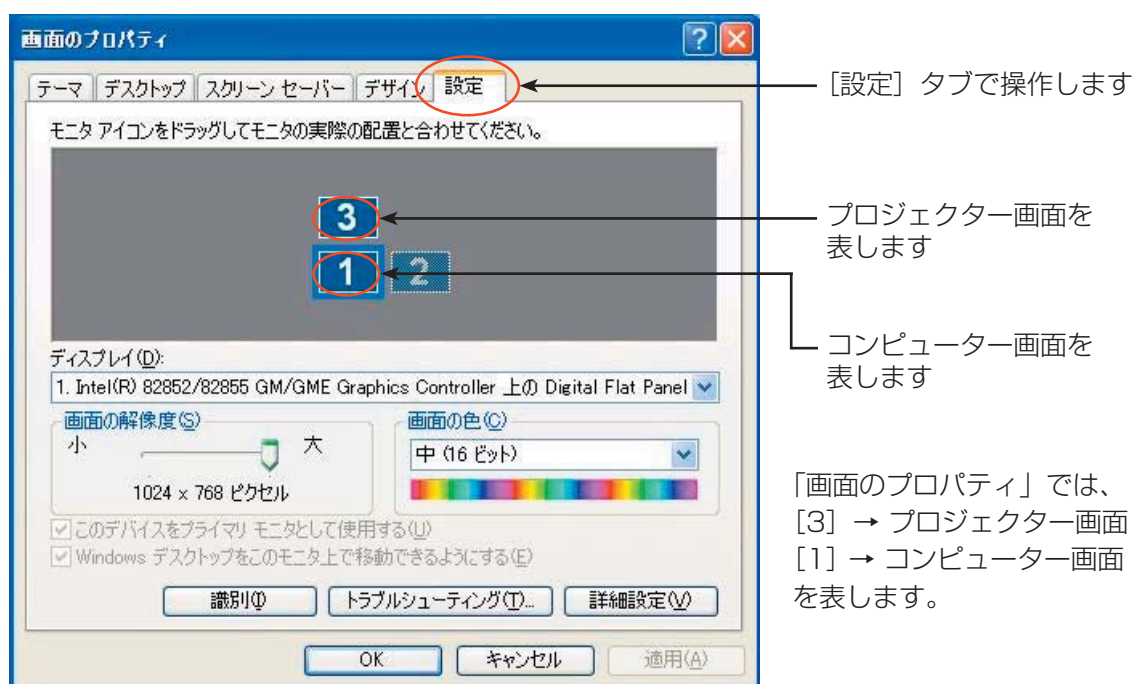 画面のプロパティ
テーマ デスクトップ スクリーン セーバー デザイン 設定
[設定] タブで操作します
モニタ アイコンをドラッグしてモニタの実際の配置と合わせてください。
3
プロジェクター画面を
表します
1 2
コンピューター画面を
表します
ディスプレイ(D):
1. Intel(R) 82852/82855 GM/GME Graphics Controller 上の Digital Flat Panel
画面の解像度(S)
小 大
1024 x 768 ピクセル
画面の色(C)
中 (16 ビット)
このデバイスをプライマリ モニタとして使用する(U)
Windows デスクトップをこのモニタ上で移動できるようにする(E)
識別(I) トラブルシューティング(T)... 詳細設定(V)
OK キャンセル 適用(A)
「画面のプロパティ」では、
[3] → プロジェクター画面
[1] → コンピューター画面
を表します。